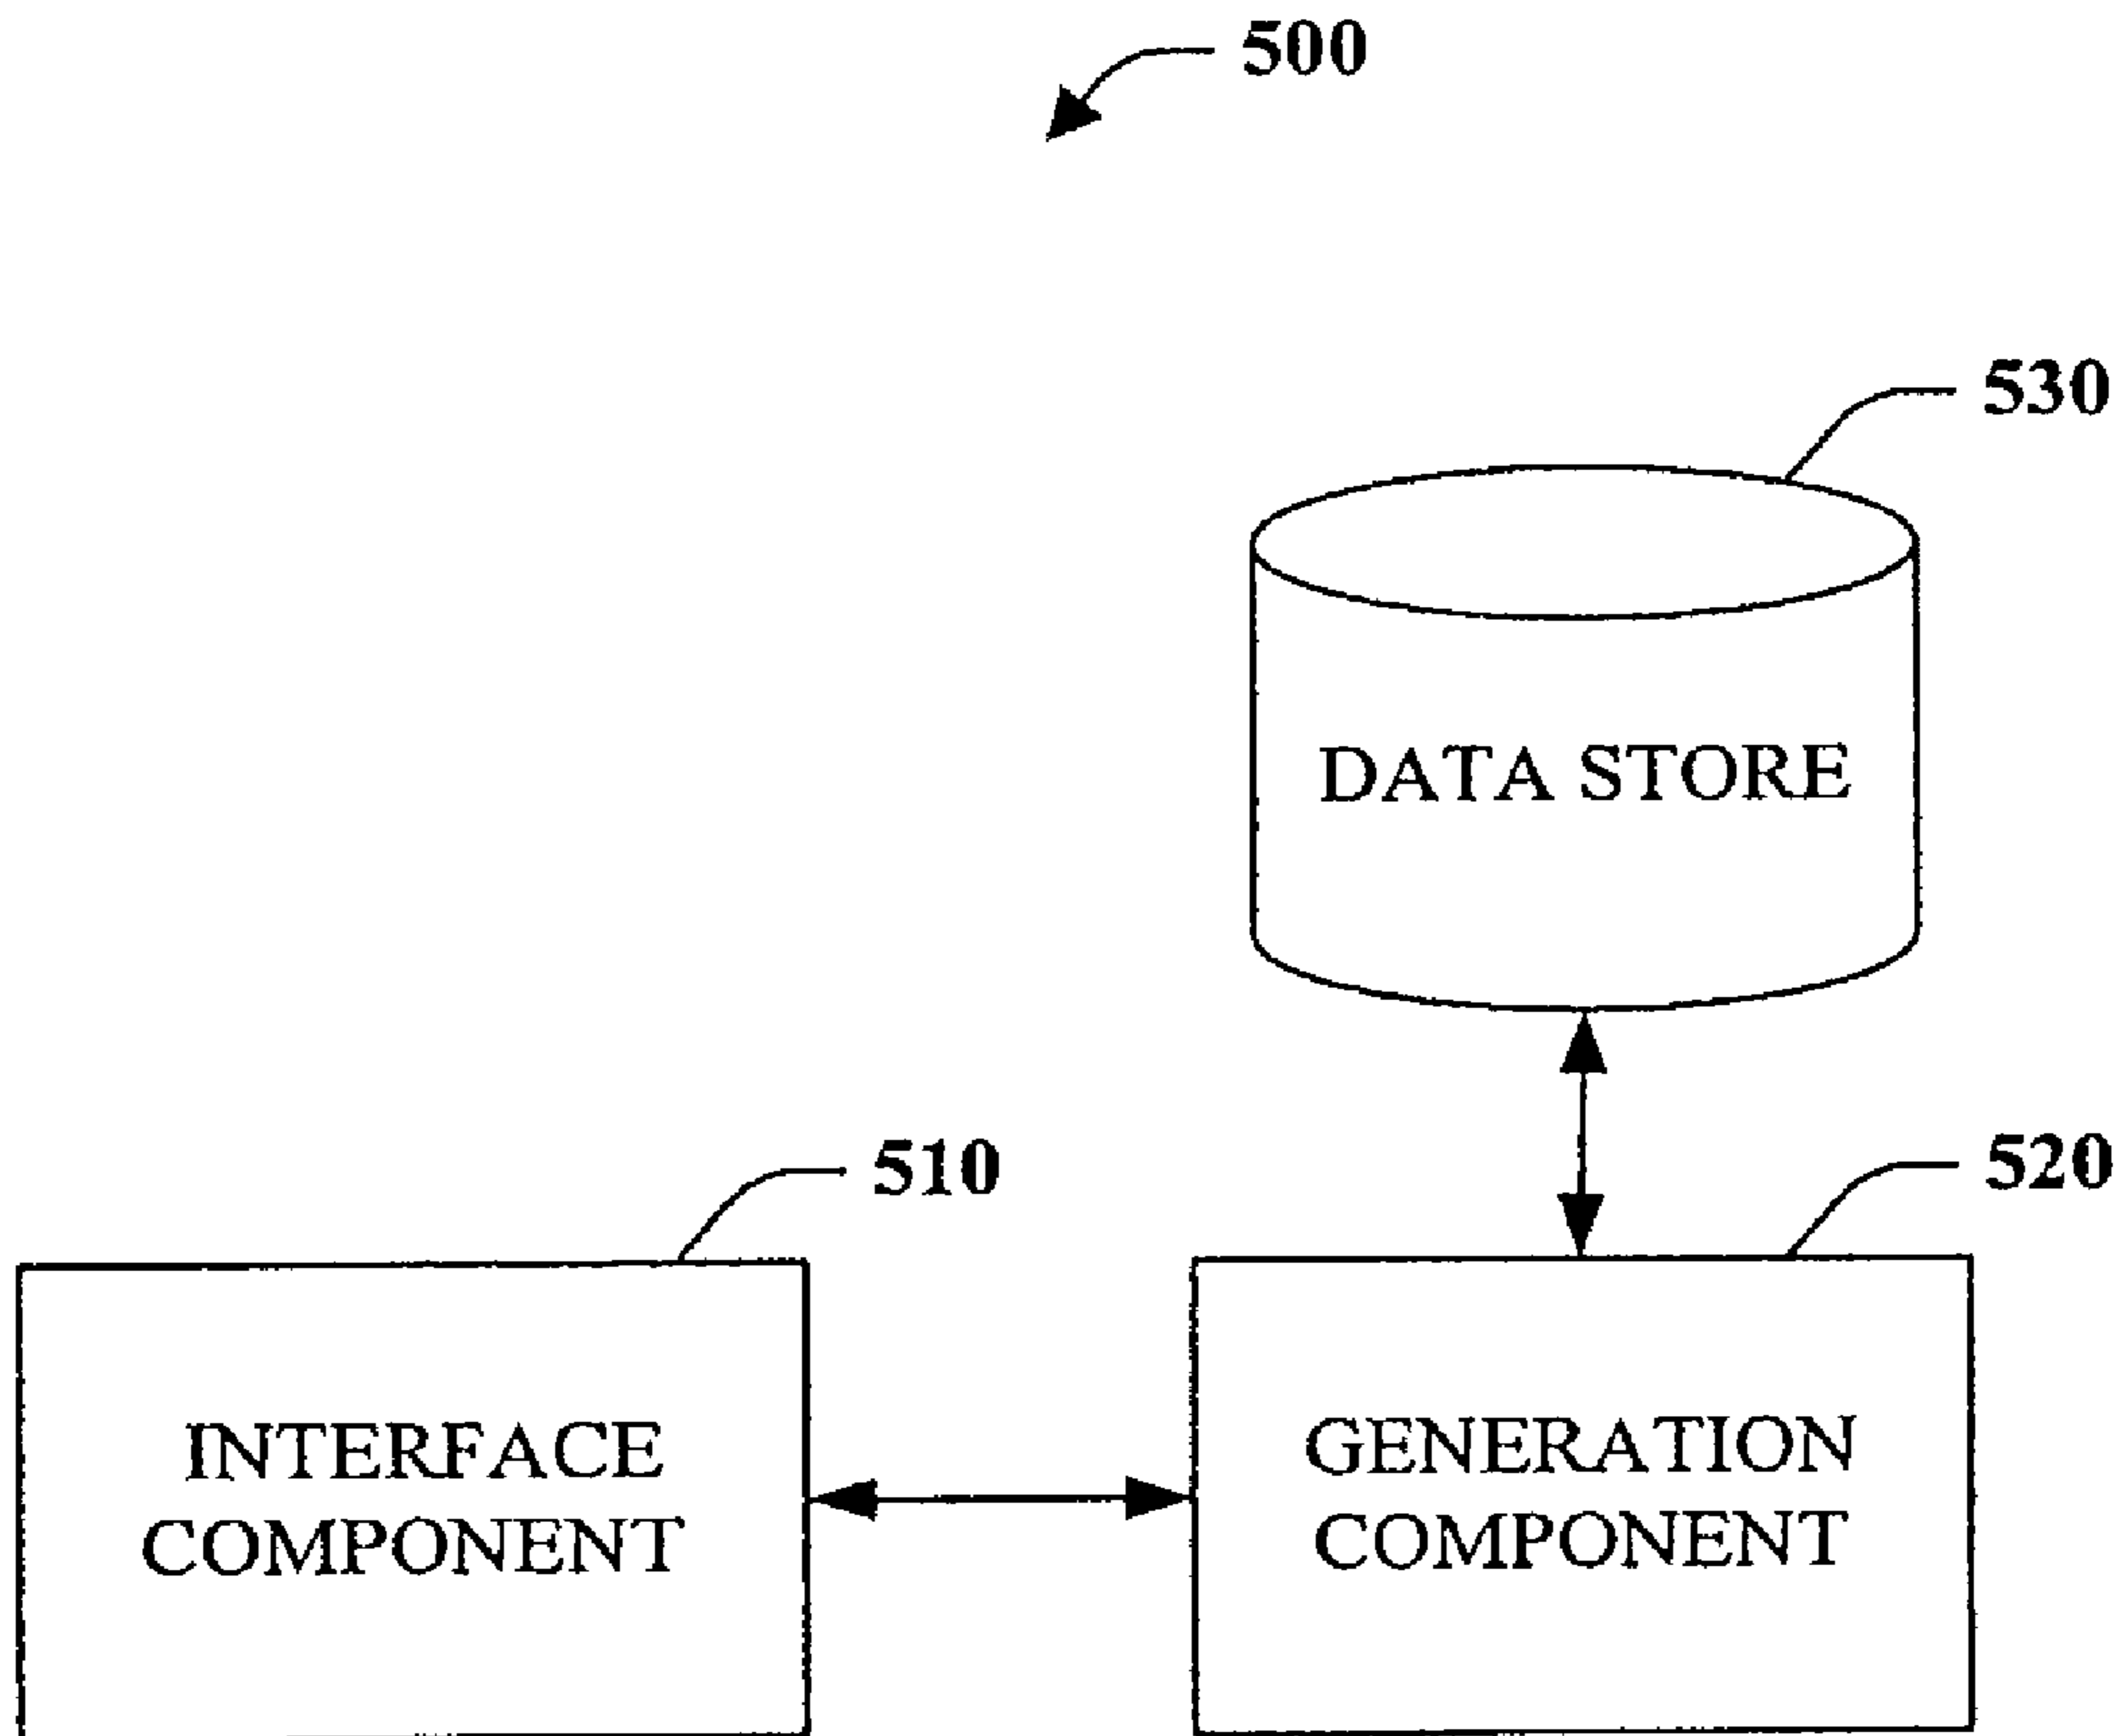 500
530
DATA STORE
510
520
INTERFACE
COMPONENT
GENERATION
COMPONENT